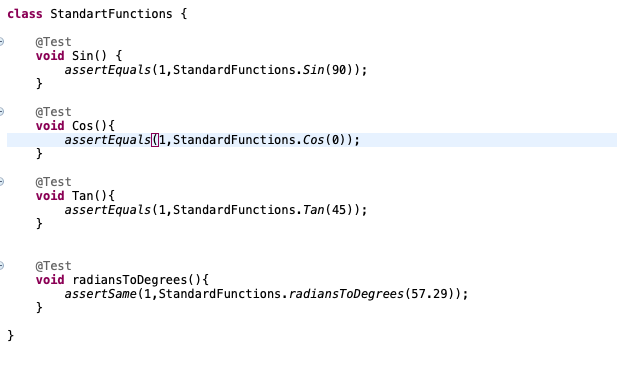 class StandartFunctions {
@Test
void Sin() {
assertEquals(1,StandardFunctions.Sin(90));
}
@Test
void Cos(){
assertEquals(1,StandardFunctions.Cos(0));
}
@Test
void Tan(){
assertEquals(1,StandardFunctions.Tan(45));
}
@Test
void radiansToDegrees(){
assertSame(1,StandardFunctions.radiansToDegrees(57.29));
}
}